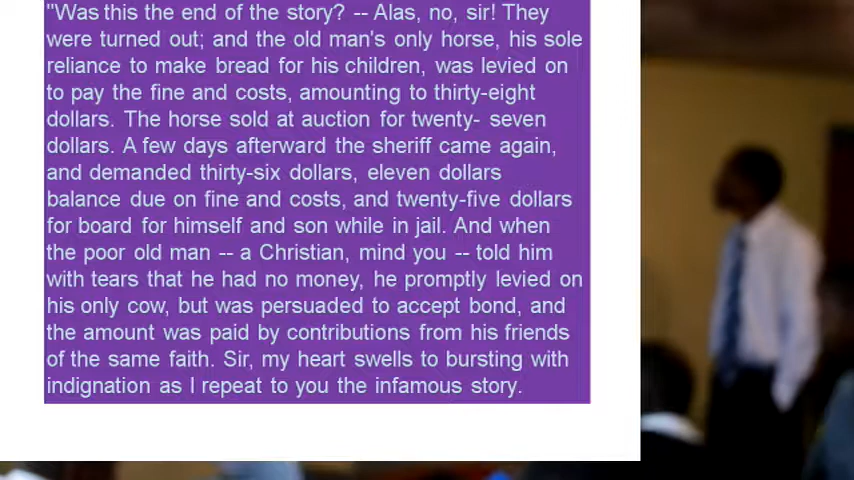 "Was this the end of the story? -- Alas, no, sir! They
were turned out; and the old man's only horse, his sole
reliance to make bread for his children, was levied on
to pay the fine and costs, amounting to thirty-eight
dollars. The horse sold at auction for twenty- seven
dollars. A few days afterward the sheriff came again,
and demanded thirty-six dollars, eleven dollars
balance due on fine and costs, and twenty-five dollars
for board for himself and son while in jail. And when
the poor old man -- a Christian, mind you -- told him
with tears that he had no money, he promptly levied on
his only cow, but was persuaded to accept bond, and
the amount was paid by contributions from his friends
of the same faith. Sir, my heart swells to bursting with
indignation as I repeat to you the infamous story.